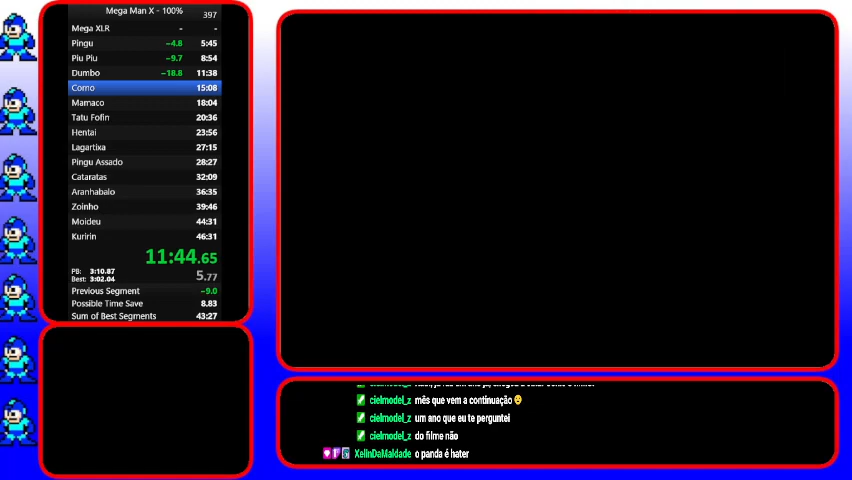 Mega Man X - 100%
397
Mega XLR - -
Pingu -4.8 5:45
Piu Piu -9.7 8:54
Dumbo -18.8 11:38
Corno 15:08
Mamaco 18:04
Tatu Fofin 20:36
Hentai 23:56
Lagartixa 27:15
Pingu Assado 28:27
Cataratas 32:09
Aranhabalo 36:35
Zoinho 39:46
Moideu 44:31
Kuririn 46:31
11:44.65
PB: 3:10.87
Best: 3:02.04
5.77
Previous Segment -9.0
Possible Time Save 8.83
Sum of Best Segments 43:27
cielmodel_z mês que vem a continuação
cielmodel_z um ano que eu te perguntei
cielmodel_z do filme não
XelinDaMaldade o panda é hater